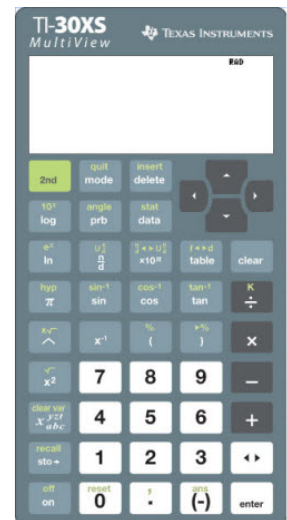 TI-30XS TEXAS INSTRUMENTS
MultiView
RAD
quit insert
2nd mode delete
10ˣ angle stat
log prb data
eˣ U n/d n/d ◄► U n/d f◄►d
ln n/d ×10ⁿ table clear
hyp sin-1 cos-1 tan-1 K
π sin cos tan ÷
ˣ√ % ►%
^ x-1 ( ) ×
√
x² 7 8 9 −
clear var
x yzt abc 4 5 6 +
recall
sto→ 1 2 3 ◄►
off reset , ans
on 0 . (-) enter